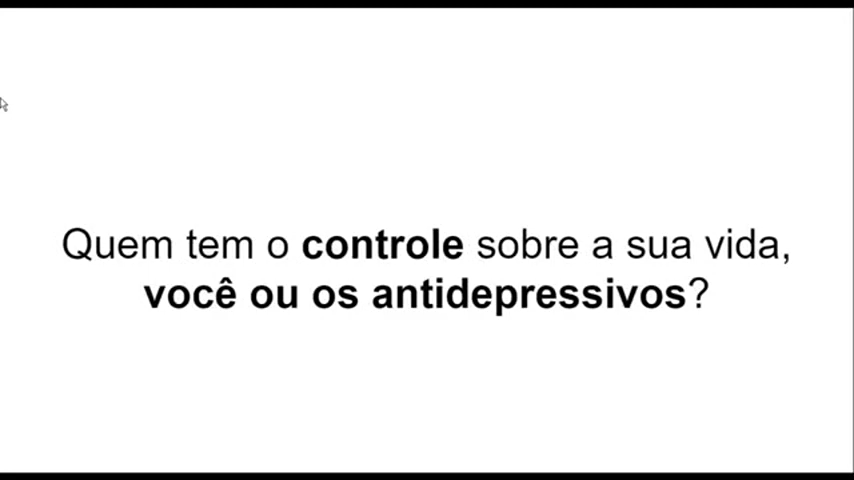 Quem tem o controle sobre a sua vida,
você ou os antidepressivos?